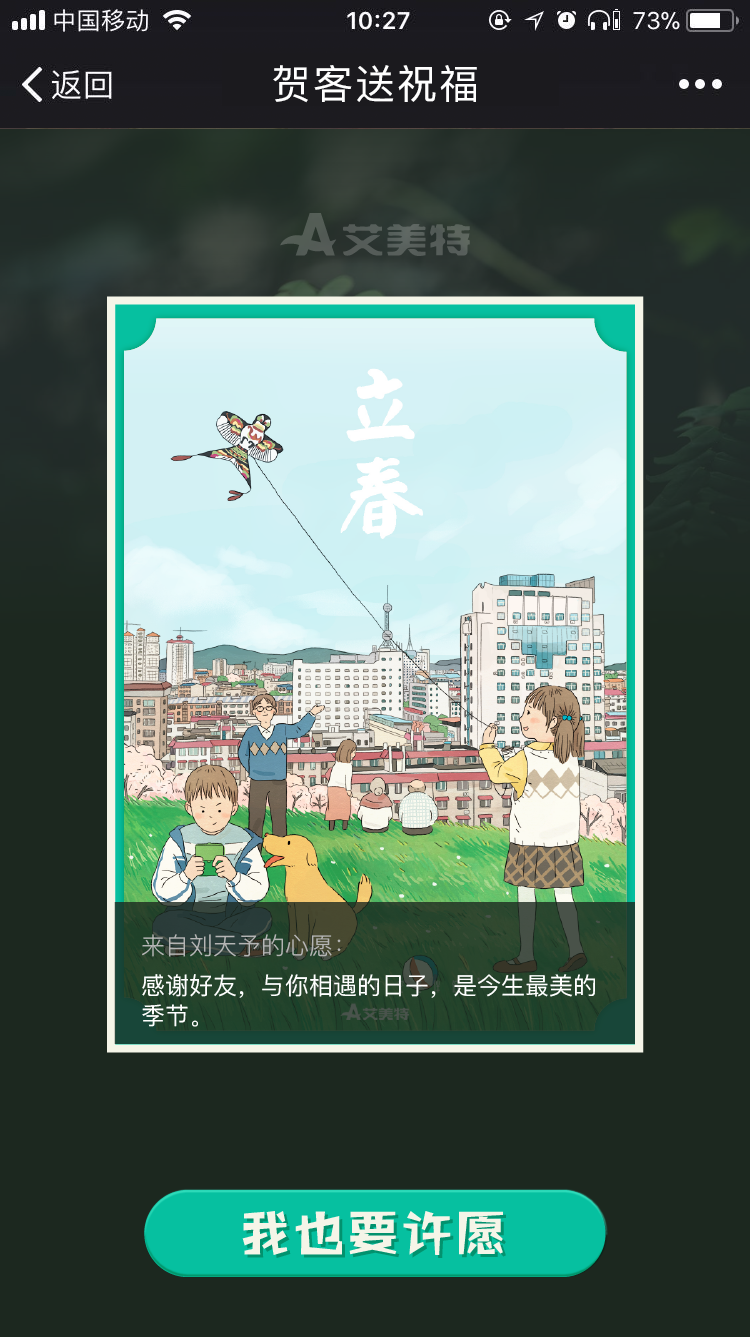 中国移动 10:27 73%
返回 贺客送祝福
艾美特
立春
来自刘天予的心愿：
感谢好友，与你相遇的日子，是今生最美的
季节。
艾美特
我也要许愿